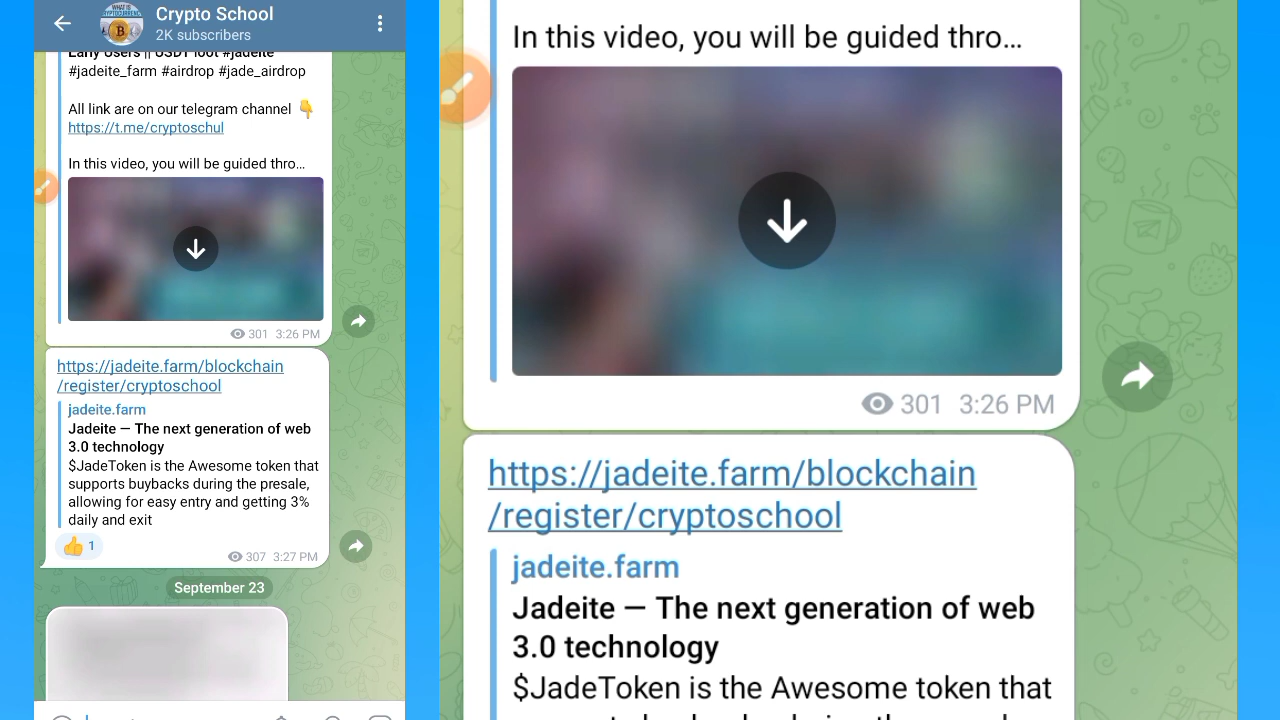 Crypto School
2K subscribers
Early Users || USDT loot #jadeite
#jadeite_farm #airdrop #jade_airdrop
All link are on our telegram channel 👇
https://t.me/cryptoschul
In this video, you will be guided thro...
301 3:26 PM
https://jadeite.farm/blockchain
/register/cryptoschool
jadeite.farm
Jadeite — The next generation of web
3.0 technology
$JadeToken is the Awesome token that
supports buybacks during the presale,
allowing for easy entry and getting 3%
daily and exit
👍 1
307 3:27 PM
September 23
In this video, you will be guided thro...
301 3:26 PM
https://jadeite.farm/blockchain
/register/cryptoschool
jadeite.farm
Jadeite — The next generation of web
3.0 technology
$JadeToken is the Awesome token that